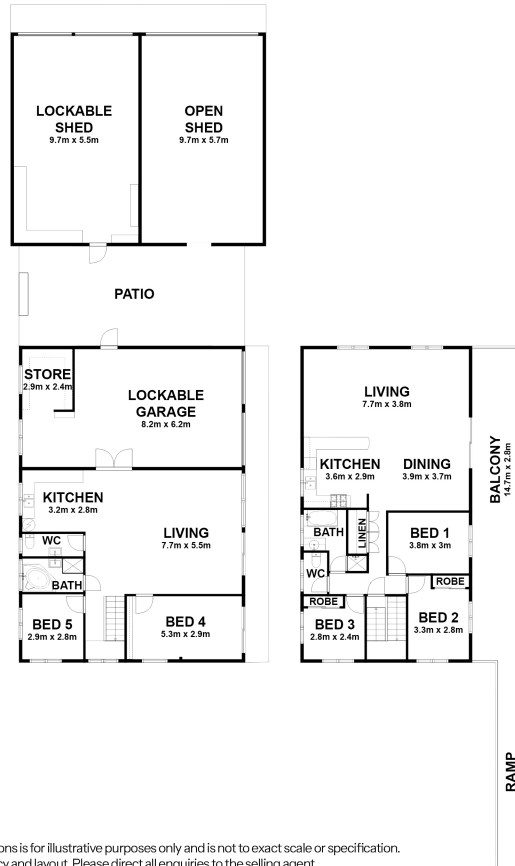 LOCKABLE
SHED
9.7m x 5.5m
OPEN
SHED
9.7m x 5.7m
PATIO
STORE
2.9m x 2.4m
LOCKABLE
GARAGE
8.2m x 6.2m
KITCHEN
3.2m x 2.8m
LIVING
7.7m x 5.5m
WC
BATH
BED 5
2.9m x 2.8m
BED 4
5.3m x 2.9m
LIVING
7.7m x 3.8m
KITCHEN
3.6m x 2.9m
DINING
3.9m x 3.7m
BALCONY
14.7m x 2.8m
BATH
LINEN
BED 1
3.8m x 3m
WC
ROBE
ROBE
BED 2
3.3m x 2.8m
BED 3
2.8m x 2.4m
RAMP
ons is for illustrative purposes only and is not to exact scale or specification.
cy and layout. Please direct all enquiries to the selling agent.